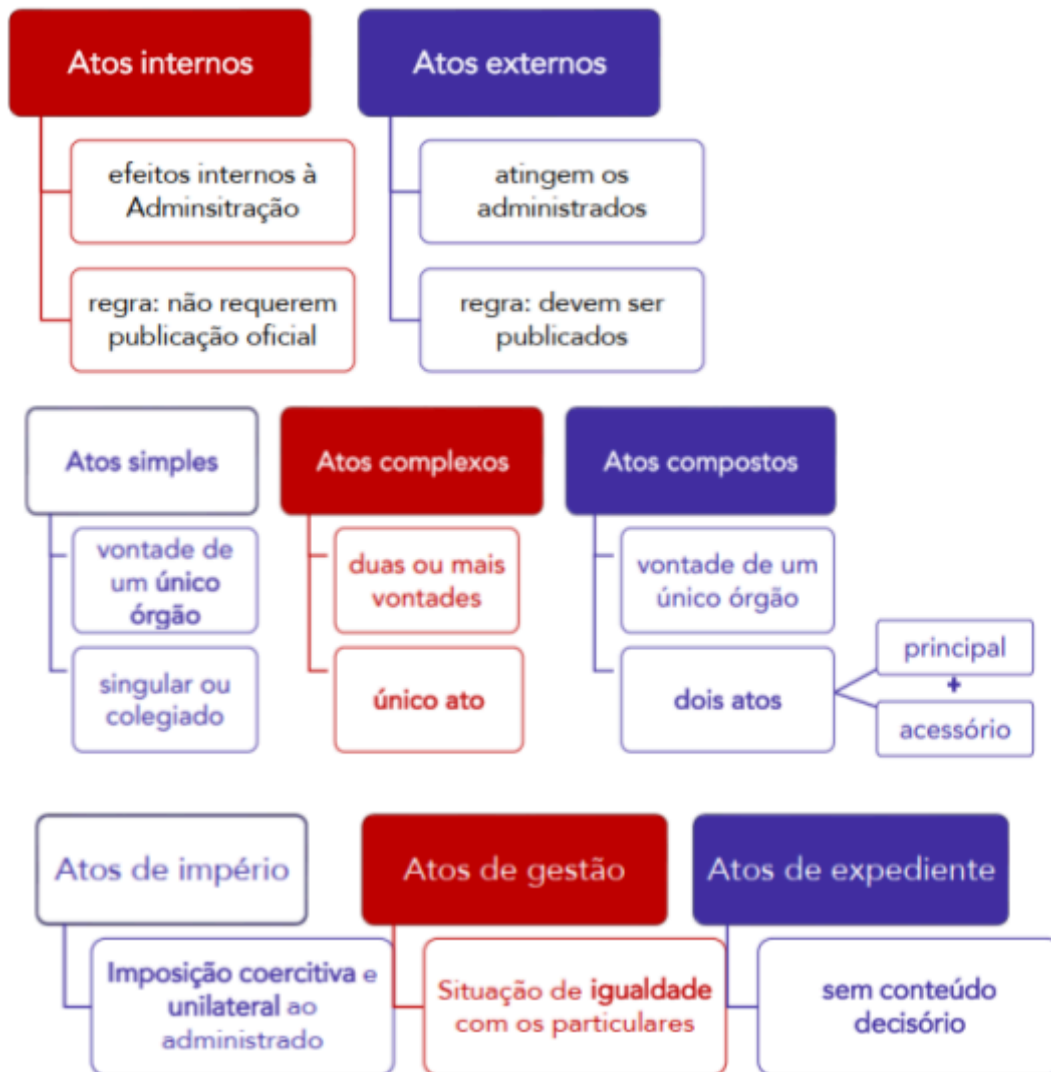 Atos internos
Atos externos
efeitos internos à
Adminsitração
atingem os
administrados
regra: não requerem
publicação oficial
regra: devem ser
publicados
Atos simples
Atos complexos
Atos compostos
vontade de
um único
órgão
duas ou mais
vontades
vontade de um
único órgão
singular ou
colegiado
único ato
dois atos
principal
+
acessório
Atos de império
Atos de gestão
Atos de expediente
Imposição coercitiva e
unilateral ao
administrado
Situação de igualdade
com os particulares
sem conteúdo
decisório